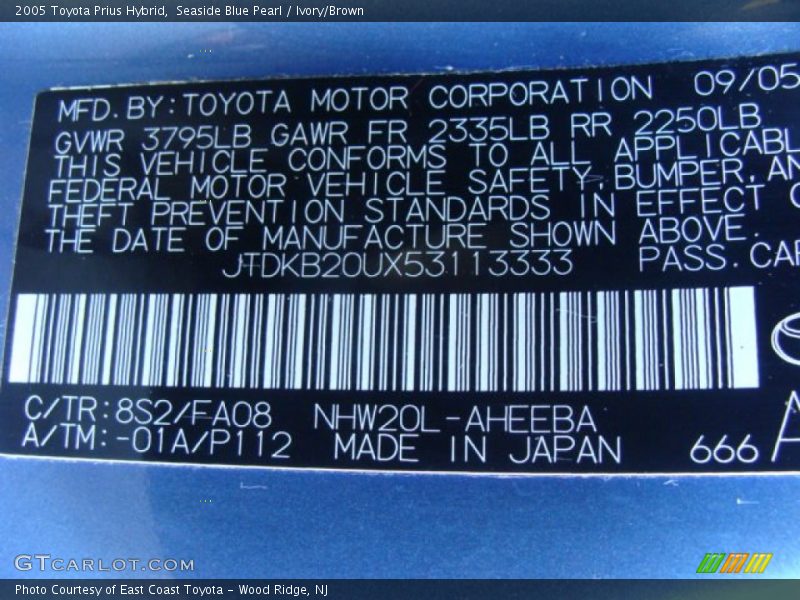 2005 Toyota Prius Hybrid, Seaside Blue Pearl / Ivory/Brown
MFD. BY: TOYOTA MOTOR CORPORATION 09/05
GVWR 3795LB GAWR FR 2335LB RR 2250LB
THIS VEHICLE CONFORMS TO ALL APPLICABL
FEDERAL MOTOR VEHICLE SAFETY, BUMPER, AN
THEFT PREVENTION STANDARDS IN EFFECT
THE DATE OF MANUFACTURE SHOWN ABOVE.
JTDKB20UX53113333 PASS. CAR
C/TR: 8S2/FA08 NHW20L-AHEEBA
A/TM: -01A/P112 MADE IN JAPAN 666 A
GTCARLOT.COM
Photo Courtesy of East Coast Toyota - Wood Ridge, NJ